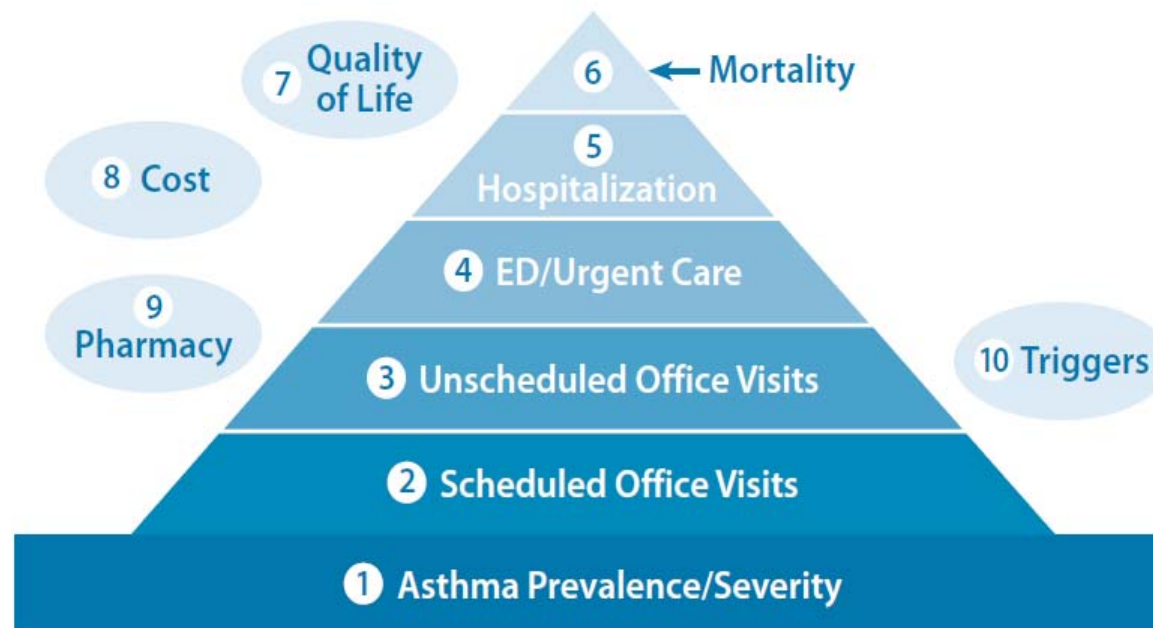 7 Quality
of Life
6
Mortality
8 Cost
5
Hospitalization
4 ED/Urgent Care
9
Pharmacy
3 Unscheduled Office Visits
10 Triggers
2 Scheduled Office Visits
1 Asthma Prevalence/Severity